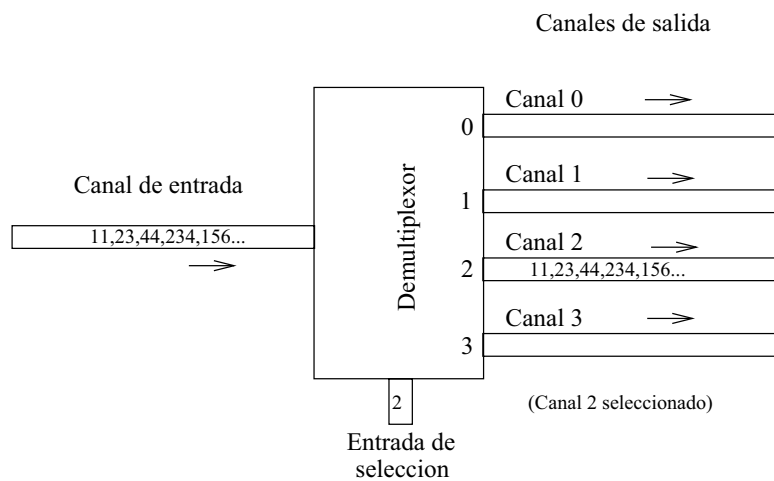 Canales de salida
Canal 0
0
Canal 1
1
Canal de entrada
11,23,44,234,156...
Demultiplexor
Canal 2
2
11,23,44,234,156...
Canal 3
3
2
(Canal 2 seleccionado)
Entrada de
seleccion